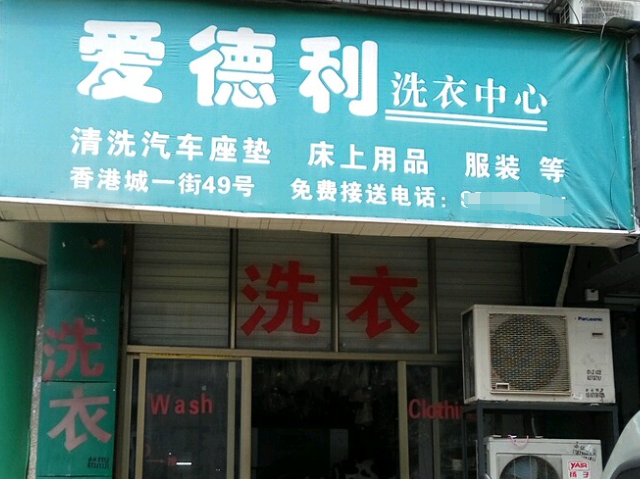 爱德利 洗衣中心
清洗汽车座垫 床上用品 服装 等
香港城一街49号 免费接送电话:
洗衣
洗衣
Wash
Clothi
Panasonic
YAIR